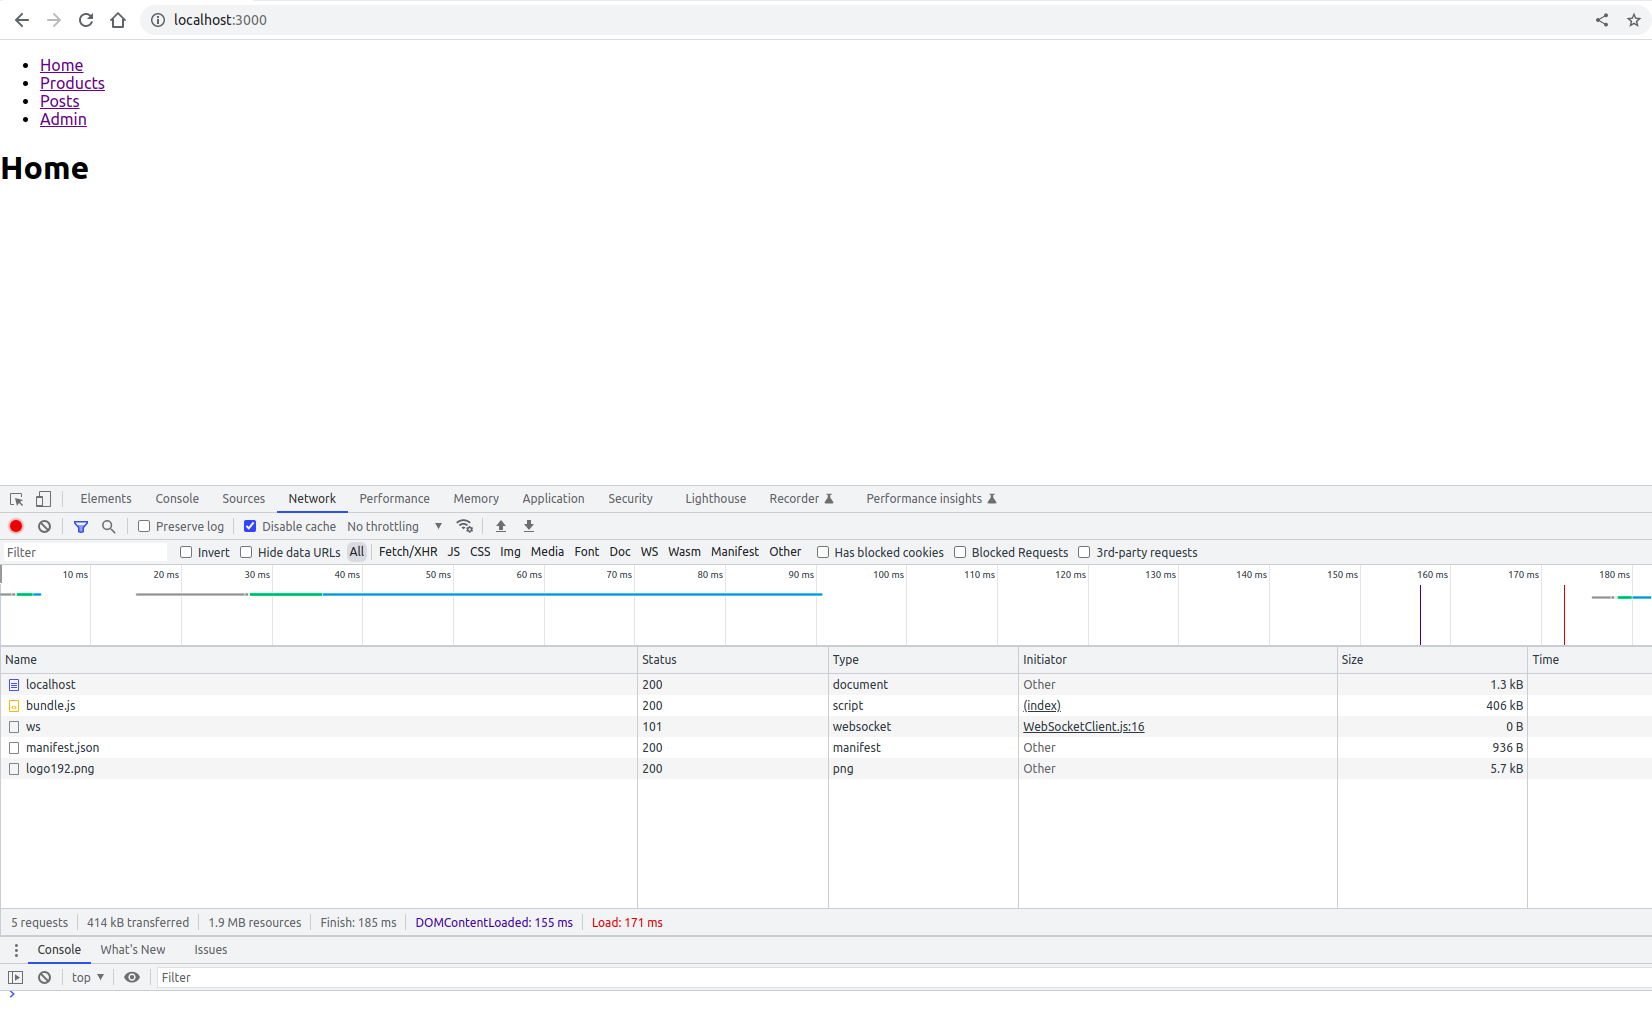 localhost:3000
Home
Products
Posts
Admin
Home
Elements Console Sources Network Performance Memory Application Security Lighthouse Recorder Performance insights
Preserve log Disable cache No throttling
Filter Invert Hide data URLs All Fetch/XHR JS CSS Img Media Font Doc WS Wasm Manifest Other Has blocked cookies Blocked Requests 3rd-party requests
10 ms 20 ms 30 ms 40 ms 50 ms 60 ms 70 ms 80 ms 90 ms 100 ms 110 ms 120 ms 130 ms 140 ms 150 ms 160 ms 170 ms 180 ms
Name Status Type Initiator Size Time
localhost 200 document Other 1.3 kB
bundle.js 200 script (index) 406 kB
ws 101 websocket WebSocketClient.js:16 0 B
manifest.json 200 manifest Other 936 B
logo192.png 200 png Other 5.7 kB
5 requests 414 kB transferred 1.9 MB resources Finish: 185 ms DOMContentLoaded: 155 ms Load: 171 ms
Console What's New Issues
top Filter